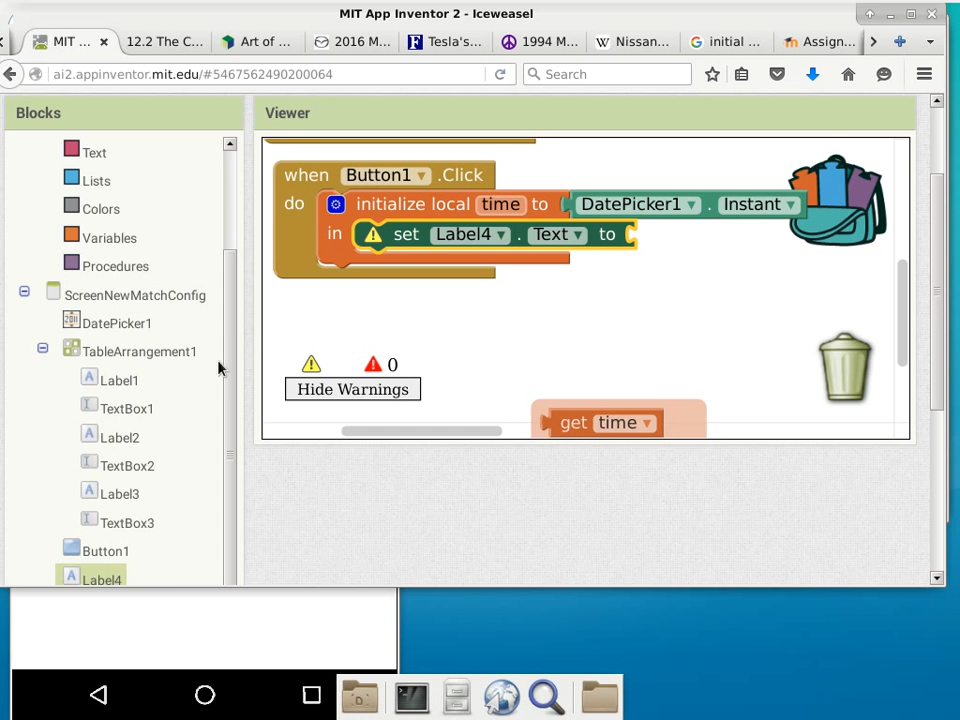 MIT App Inventor 2 - Iceweasel
MIT ...
12.2 The C...
Art of ...
2016 M...
Tesla's...
1994 M...
Nissan...
initial ...
Assign...
ai2.appinventor.mit.edu/#5467562490200064
Search
Blocks
Viewer
Text
Lists
Colors
Variables
Procedures
ScreenNewMatchConfig
DatePicker1
TableArrangement1
Label1
TextBox1
Label2
TextBox2
Label3
TextBox3
Button1
Label4
when Button1 .Click
do initialize local time to DatePicker1 . Instant
in set Label4 . Text to
0
Hide Warnings
get time